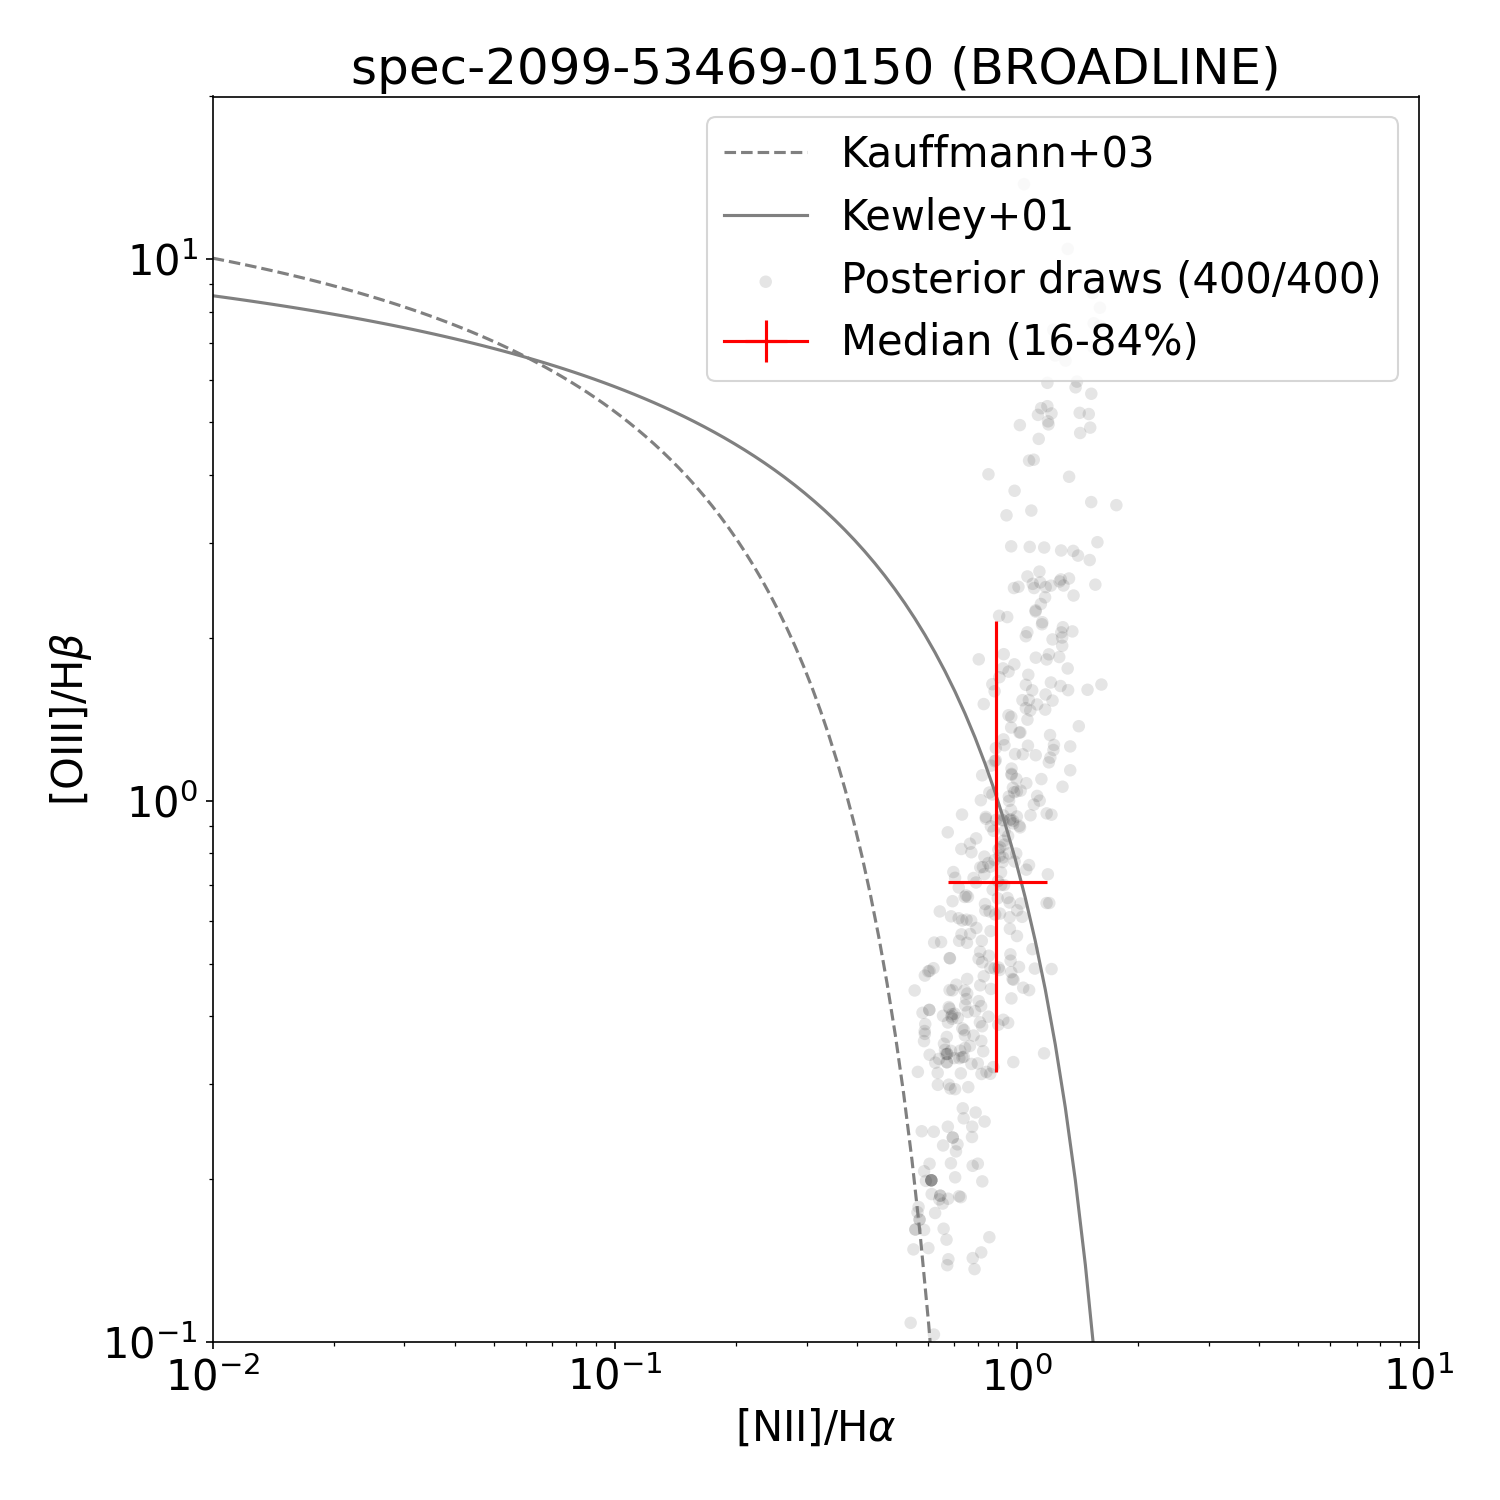 spec-2099-53469-0150 (BROADLINE)
Kauffmann+03
Kewley+01
Posterior draws (400/400)
Median (16-84%)
10¹
10⁰
10⁻¹
[OIII]/Hβ
10⁻² 10⁻¹ 10⁰ 10¹
[NII]/Hα